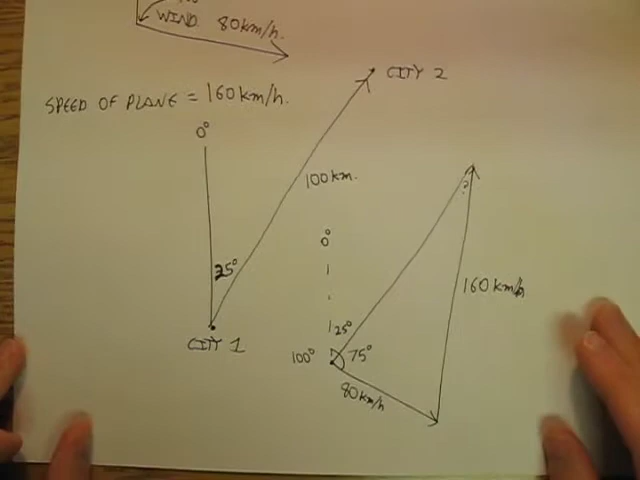 WIND 80km/h.
CITY 2
SPEED OF PLANE = 160km/h.
0°
100km.
0°
?
25°
160km/h
25°
CITY 1
100°
75°
80km/h